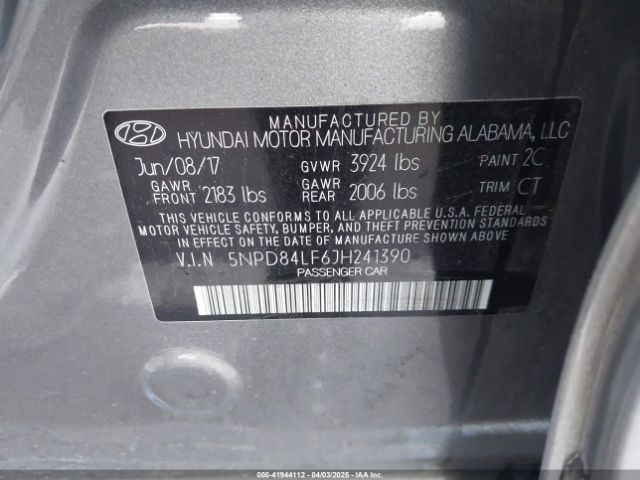 MANUFACTURED BY
HYUNDAI MOTOR MANUFACTURING ALABAMA, LLC
Jun/08/17 GVWR 3924 lbs PAINT 2C
GAWR FRONT 2183 lbs GAWR REAR 2006 lbs TRIM CT
THIS VEHICLE CONFORMS TO ALL APPLICABLE U.S.A. FEDERAL
MOTOR VEHICLE SAFETY, BUMPER, AND THEFT PREVENTION STANDARDS
IN EFFECT ON THE DATE OF MANUFACTURE SHOWN ABOVE.
V.I.N 5NPD84LF6JH241390
PASSENGER CAR
000-41944112 - 04/03/2025 - IAAI.COM